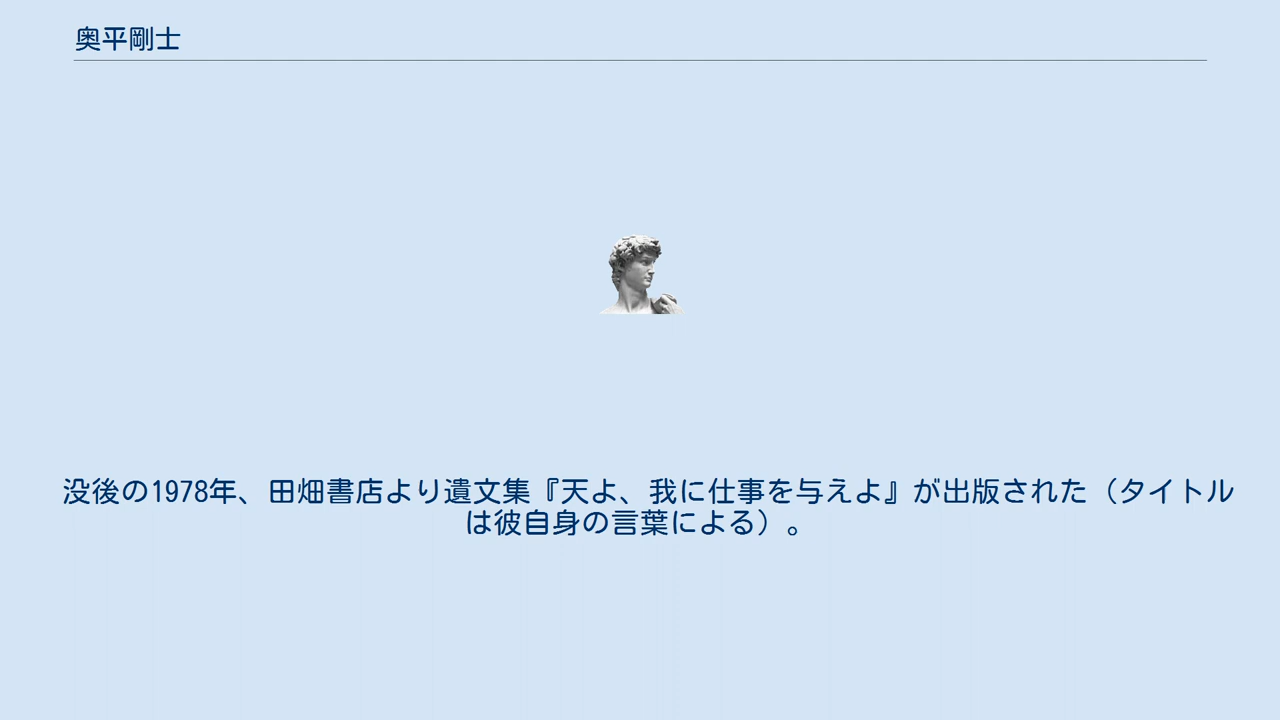 奥平剛士
没後の1978年、田畑書店より遺文集『天よ、我に仕事を与えよ』が出版された（タイトル
は彼自身の言葉による）。